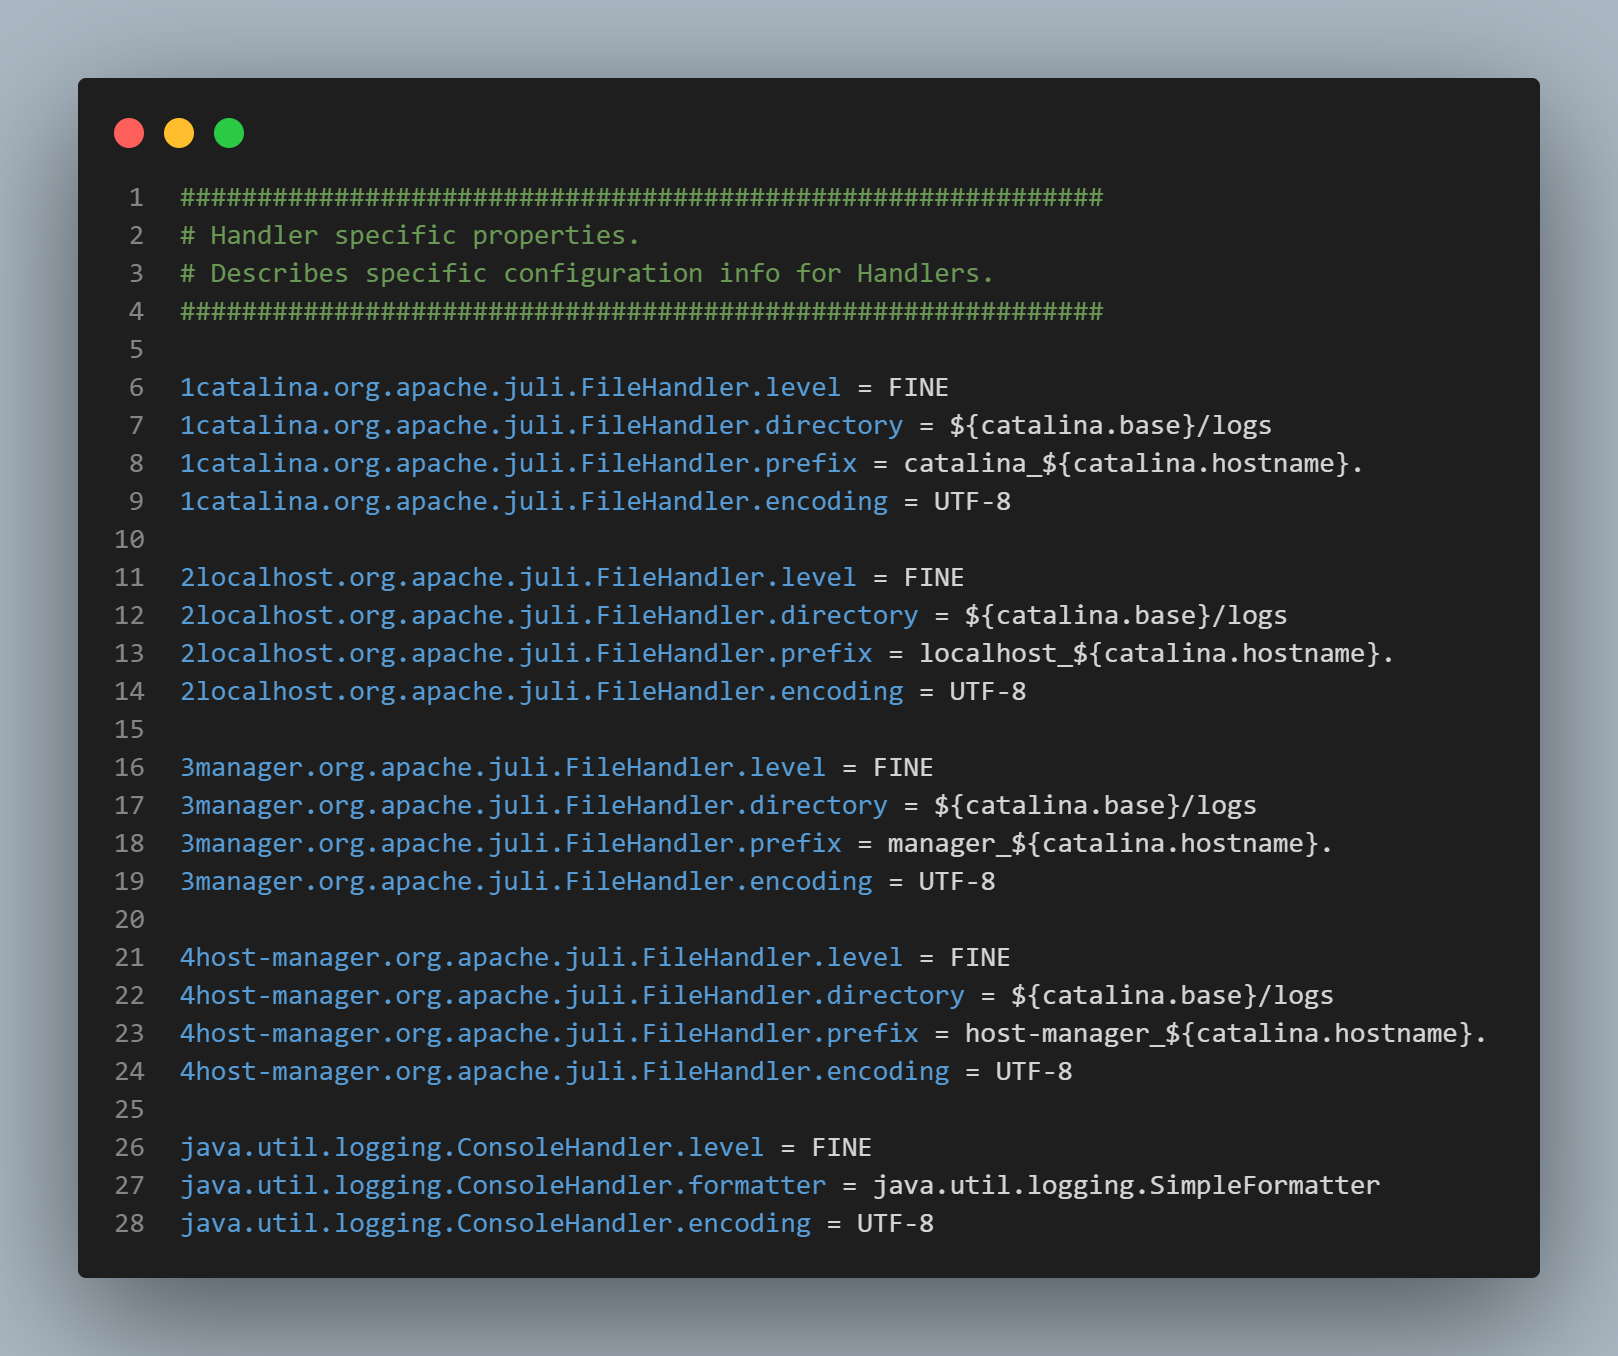 1 ############################################################
2 # Handler specific properties.
3 # Describes specific configuration info for Handlers.
4 ############################################################
5
6 1catalina.org.apache.juli.FileHandler.level = FINE
7 1catalina.org.apache.juli.FileHandler.directory = ${catalina.base}/logs
8 1catalina.org.apache.juli.FileHandler.prefix = catalina_${catalina.hostname}.
9 1catalina.org.apache.juli.FileHandler.encoding = UTF-8
10
11 2localhost.org.apache.juli.FileHandler.level = FINE
12 2localhost.org.apache.juli.FileHandler.directory = ${catalina.base}/logs
13 2localhost.org.apache.juli.FileHandler.prefix = localhost_${catalina.hostname}.
14 2localhost.org.apache.juli.FileHandler.encoding = UTF-8
15
16 3manager.org.apache.juli.FileHandler.level = FINE
17 3manager.org.apache.juli.FileHandler.directory = ${catalina.base}/logs
18 3manager.org.apache.juli.FileHandler.prefix = manager_${catalina.hostname}.
19 3manager.org.apache.juli.FileHandler.encoding = UTF-8
20
21 4host-manager.org.apache.juli.FileHandler.level = FINE
22 4host-manager.org.apache.juli.FileHandler.directory = ${catalina.base}/logs
23 4host-manager.org.apache.juli.FileHandler.prefix = host-manager_${catalina.hostname}.
24 4host-manager.org.apache.juli.FileHandler.encoding = UTF-8
25
26 java.util.logging.ConsoleHandler.level = FINE
27 java.util.logging.ConsoleHandler.formatter = java.util.logging.SimpleFormatter
28 java.util.logging.ConsoleHandler.encoding = UTF-8